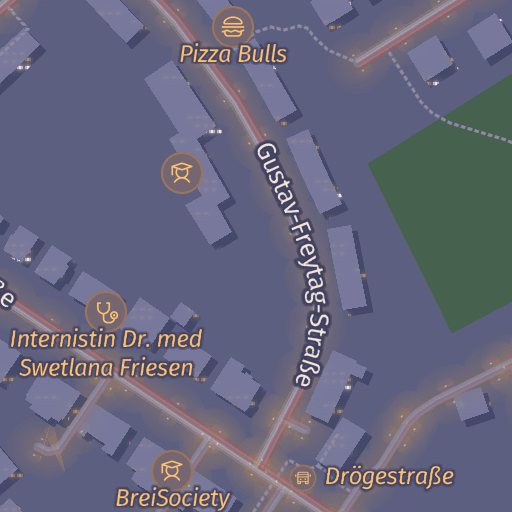 Pizza Bulls
Gustav-Freytag-Straße
Internistin Dr. med
Swetlana Friesen
Drögestraße
BreiSociety